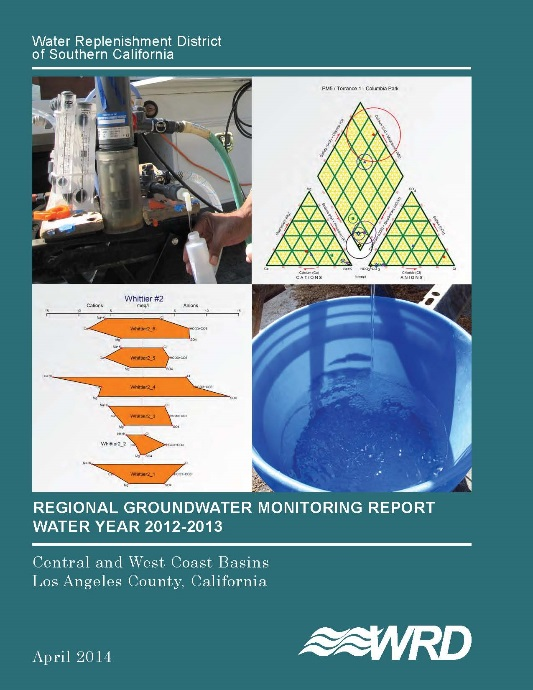 Water Replenishment District
of Southern California
PM5 / Torrance 1 : Columbia Park
CATIONS
ANIONS
Whittier #2
Cations
meq/l
Anions
Whittier2_6
Whittier2_5
Whittier2_4
Whittier2_3
Whittier2_2
Whittier2_1
REGIONAL GROUNDWATER MONITORING REPORT
WATER YEAR 2012-2013
Central and West Coast Basins
Los Angeles County, California
April 2014
WRD